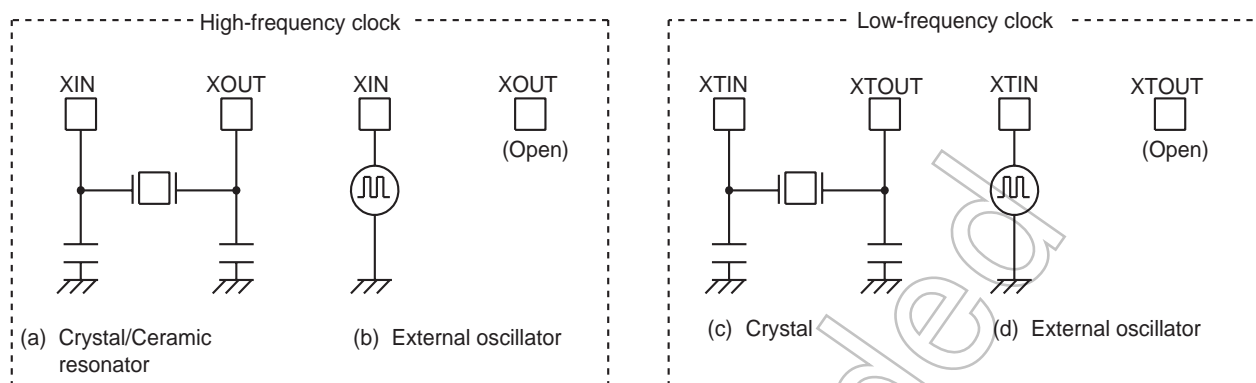 High-frequency clock
XIN XOUT XIN XOUT
(Open)
(a) Crystal/Ceramic
resonator
(b) External oscillator
Low-frequency clock
XTIN XTOUT XTIN XTOUT
(Open)
(c) Crystal
(d) External oscillator